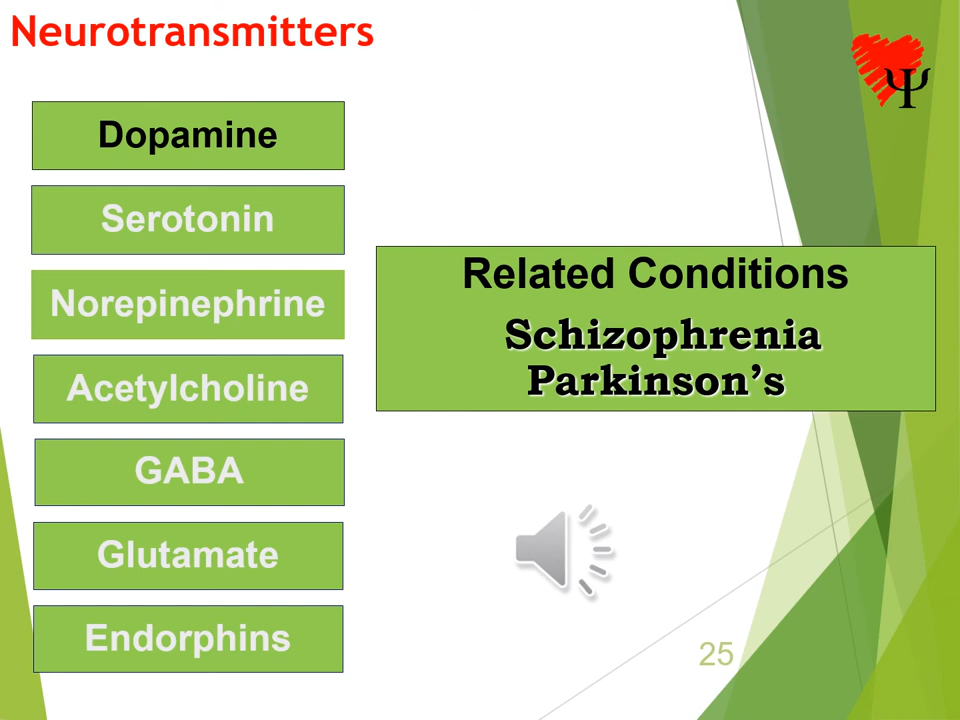 Neurotransmitters
Dopamine
Serotonin
Norepinephrine
Acetylcholine
GABA
Glutamate
Endorphins
Related Conditions
Schizophrenia
Parkinson’s
Ψ
25